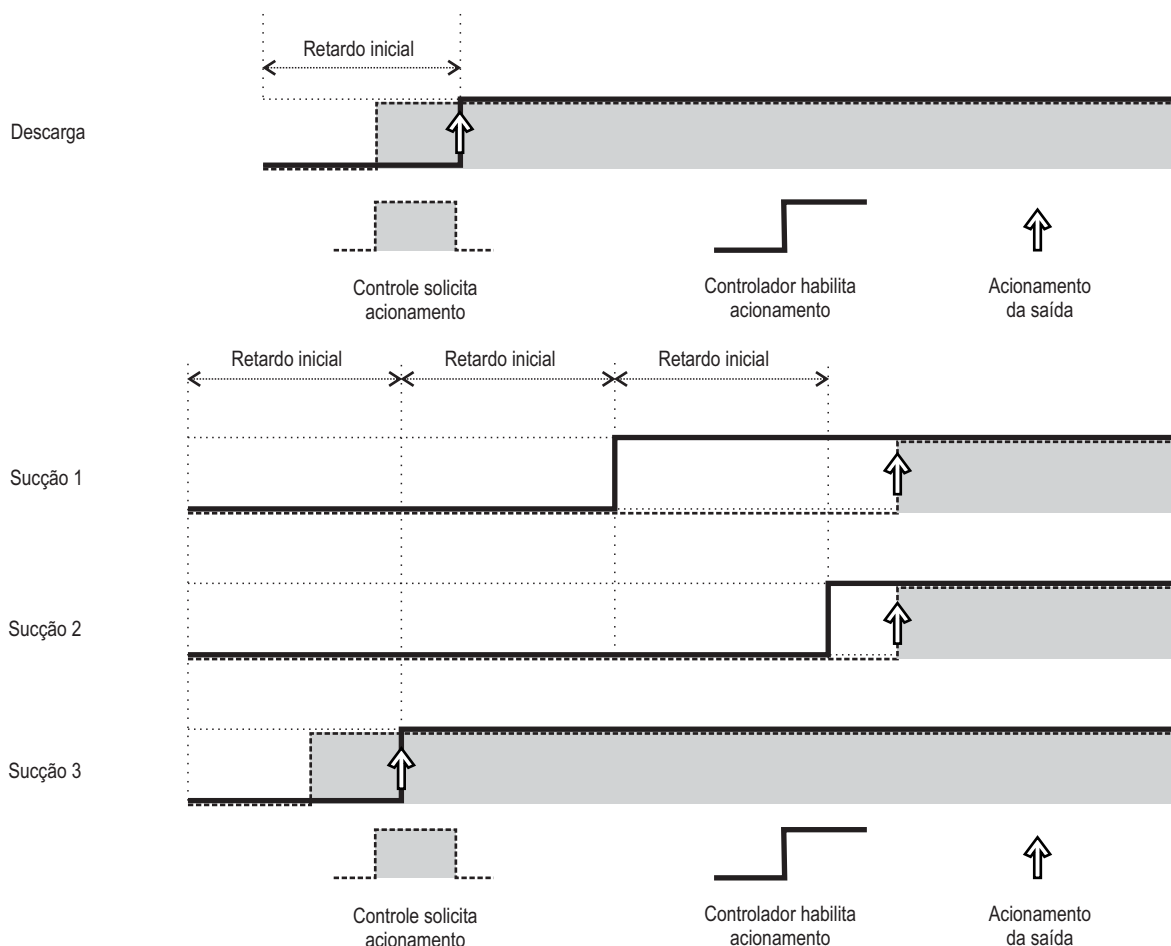 Retardo inicial
Descarga
Controle solicita
acionamento
Controlador habilita
acionamento
Acionamento
da saída
Retardo inicial
Retardo inicial
Retardo inicial
Sucção 1
Sucção 2
Sucção 3
Controle solicita
acionamento
Controlador habilita
acionamento
Acionamento
da saída